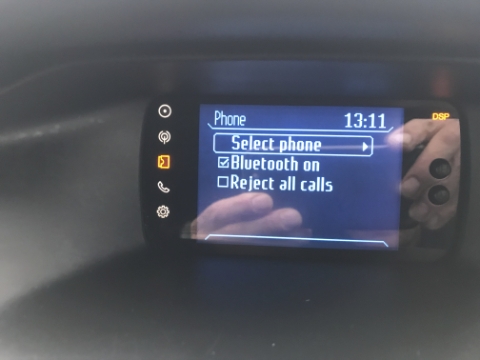 Phone 13:11 DSP
Select phone
Bluetooth on
Reject all calls